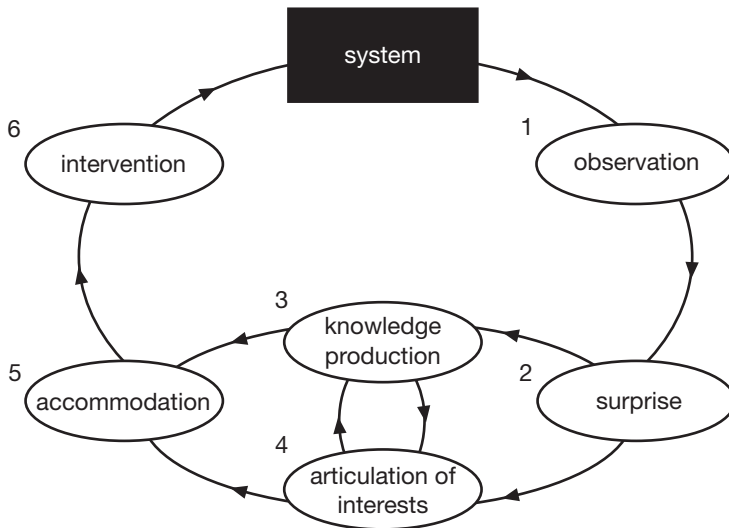 system
6
intervention
1
observation
3
knowledge
production
5
accommodation
2
surprise
4
articulation of
interests